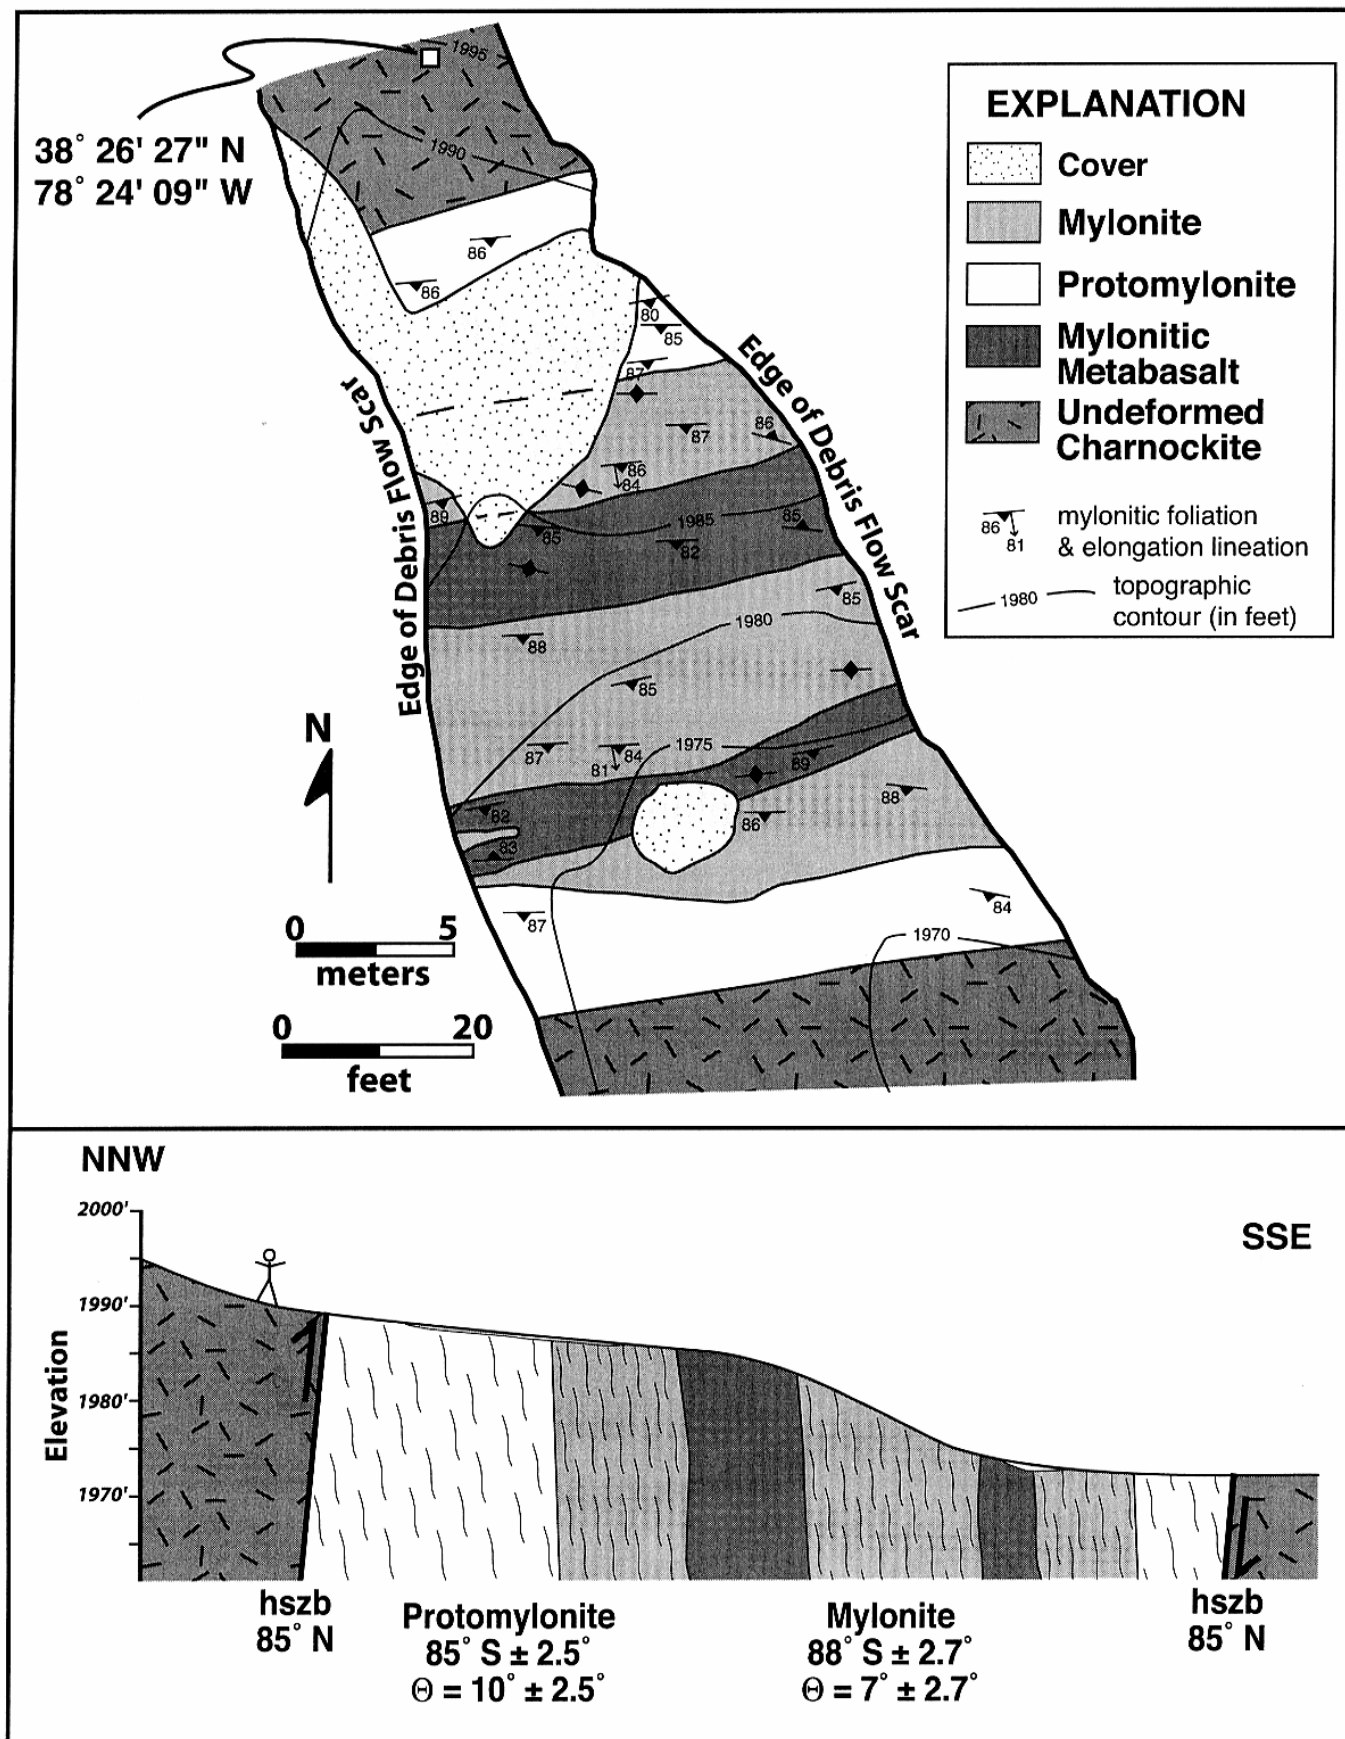 1995
38° 26' 27" N
78° 24' 09" W
1990
86
86
80
85
87
86
87
86
84
89
85
1985
85
82
85
88
1980
85
87
84
81
1975
89
82
83
86
88
87
84
1970
Edge of Debris Flow Scar
Edge of Debris Flow Scar
N
0 5
meters
0 20
feet
EXPLANATION
Cover
Mylonite
Protomylonite
Mylonitic
Metabasalt
Undeformed
Charnockite
86
81
mylonitic foliation
& elongation lineation
1980
topographic
contour (in feet)
NNW
SSE
2000'
1990'
1980'
1970'
Elevation
hszb
85° N
Protomylonite
85° S ± 2.5°
Θ = 10° ± 2.5°
Mylonite
88° S ± 2.7°
Θ = 7° ± 2.7°
hszb
85° N